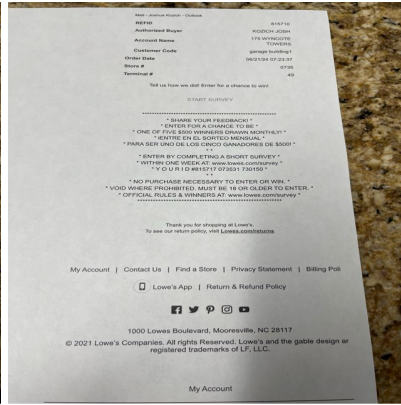 Mail - Joshua Kozich - Outlook
REFID 815710
Authorized Buyer KOZICH JOSH
Account Name 175 WYNCOTE
TOWERS
Customer Code garage building1
Order Date 06/21/24 07:23:37
Store # 0735
Terminal # 49
Tell us how we did! Enter for a chance to win!
START SURVEY
* SHARE YOUR FEEDBACK! *
* ENTER FOR A CHANCE TO BE *
* ONE OF FIVE $500 WINNERS DRAWN MONTHLY! *
* ¡ENTRE EN EL SORTEO MENSUAL *
* PARA SER UNO DE LOS CINCO GANADORES DE $500! *
* *
* ENTER BY COMPLETING A SHORT SURVEY *
* WITHIN ONE WEEK AT: www.lowes.com/survey *
* Y O U R I D #815717 073531 730150 *
* *
* NO PURCHASE NECESSARY TO ENTER OR WIN. *
* VOID WHERE PROHIBITED. MUST BE 18 OR OLDER TO ENTER. *
* OFFICIAL RULES & WINNERS AT: www.lowes.com/survey *
Thank you for shopping at Lowe's.
To see our return policy, visit Lowes.com/returns.
My Account | Contact Us | Find a Store | Privacy Statement | Billing Poli
Lowe's App | Return & Refund Policy
1000 Lowes Boulevard, Mooresville, NC 28117
© 2021 Lowe's Companies. All rights Reserved. Lowe's and the gable design ar
registered trademarks of LF, LLC.
My Account